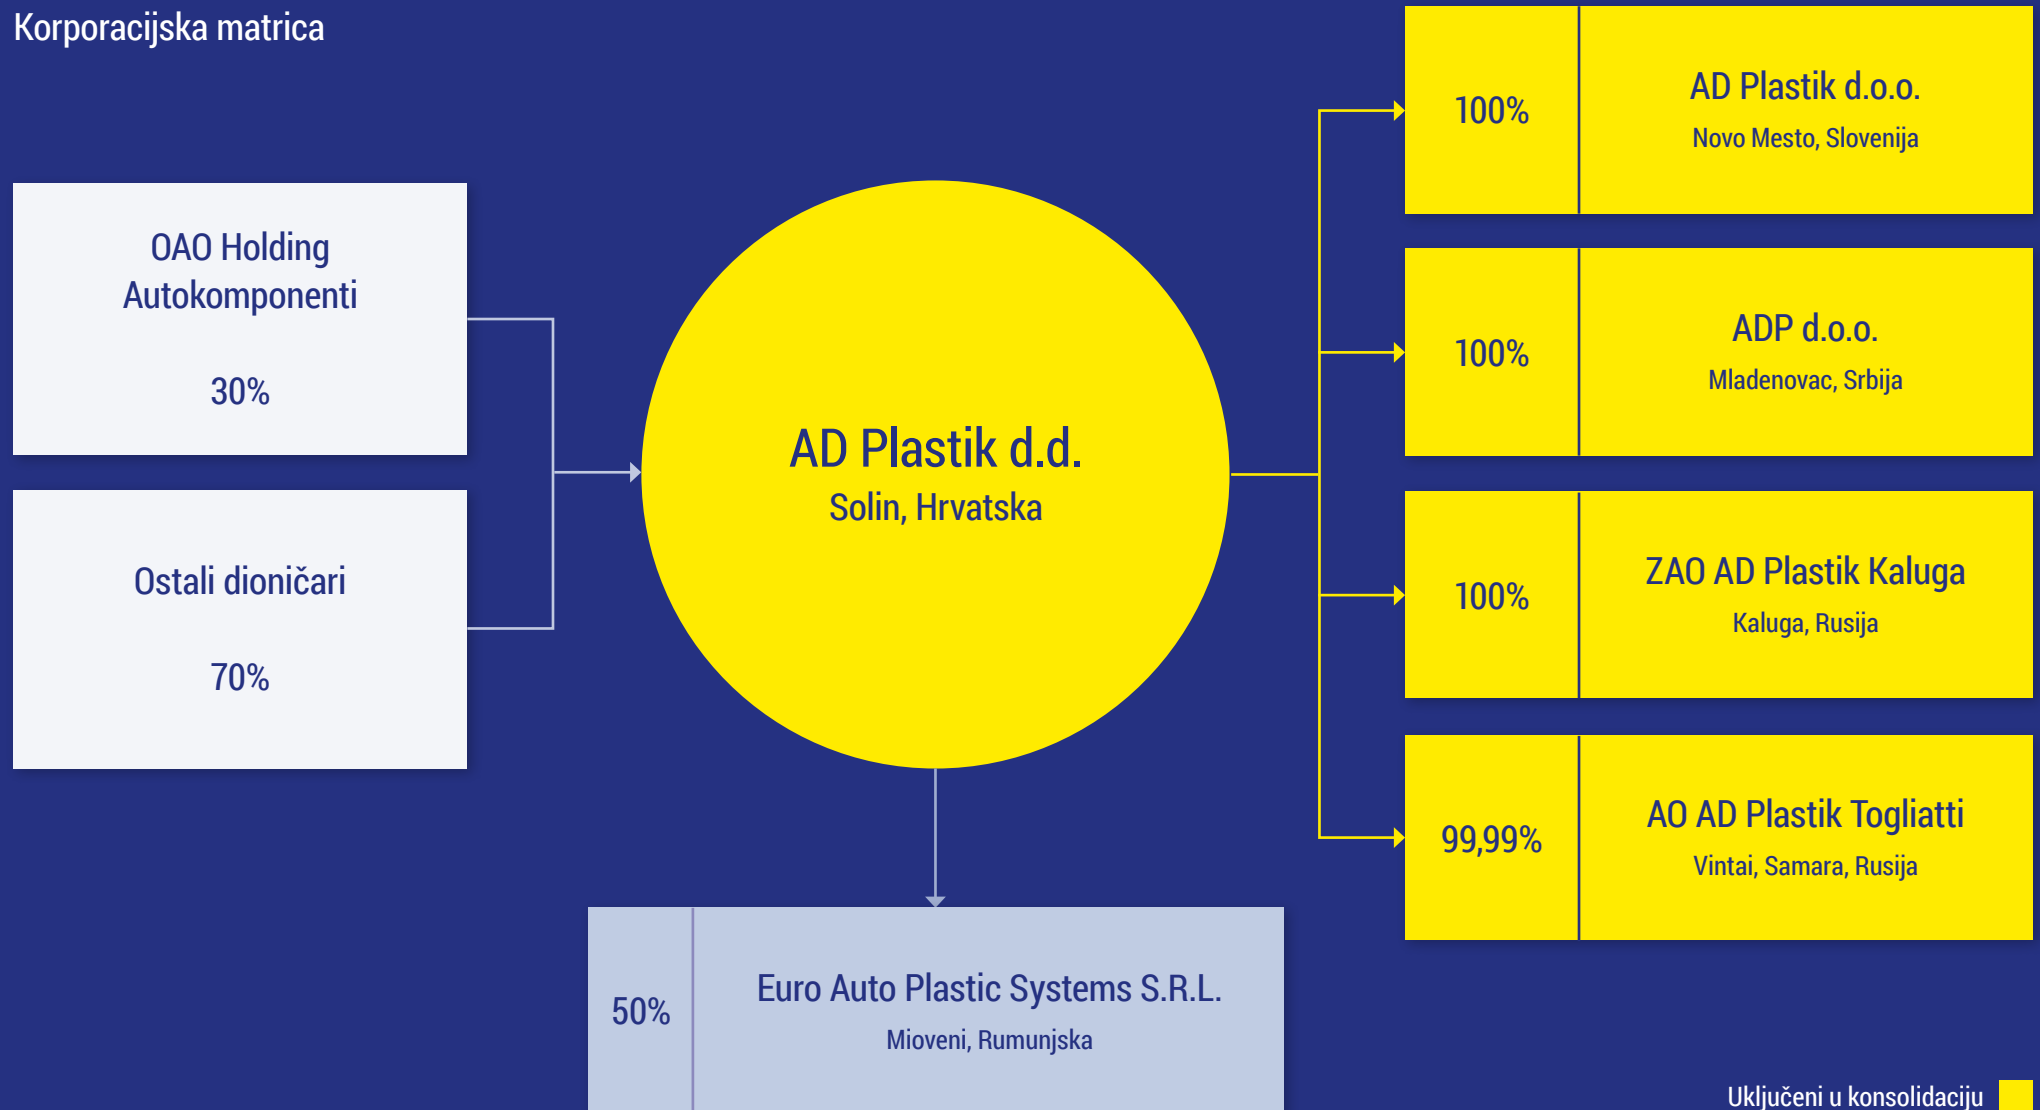 Korporacijska matrica
OAO Holding
Autokomponenti
30%
Ostali dioničari
70%
AD Plastik d.d.
Solin, Hrvatska
100%
AD Plastik d.o.o.
Novo Mesto, Slovenija
100%
ADP d.o.o.
Mladenovac, Srbija
100%
ZAO AD Plastik Kaluga
Kaluga, Rusija
99,99%
AO AD Plastik Togliatti
Vintai, Samara, Rusija
50%
Euro Auto Plastic Systems S.R.L.
Mioveni, Rumunjska
Uključeni u konsolidaciju